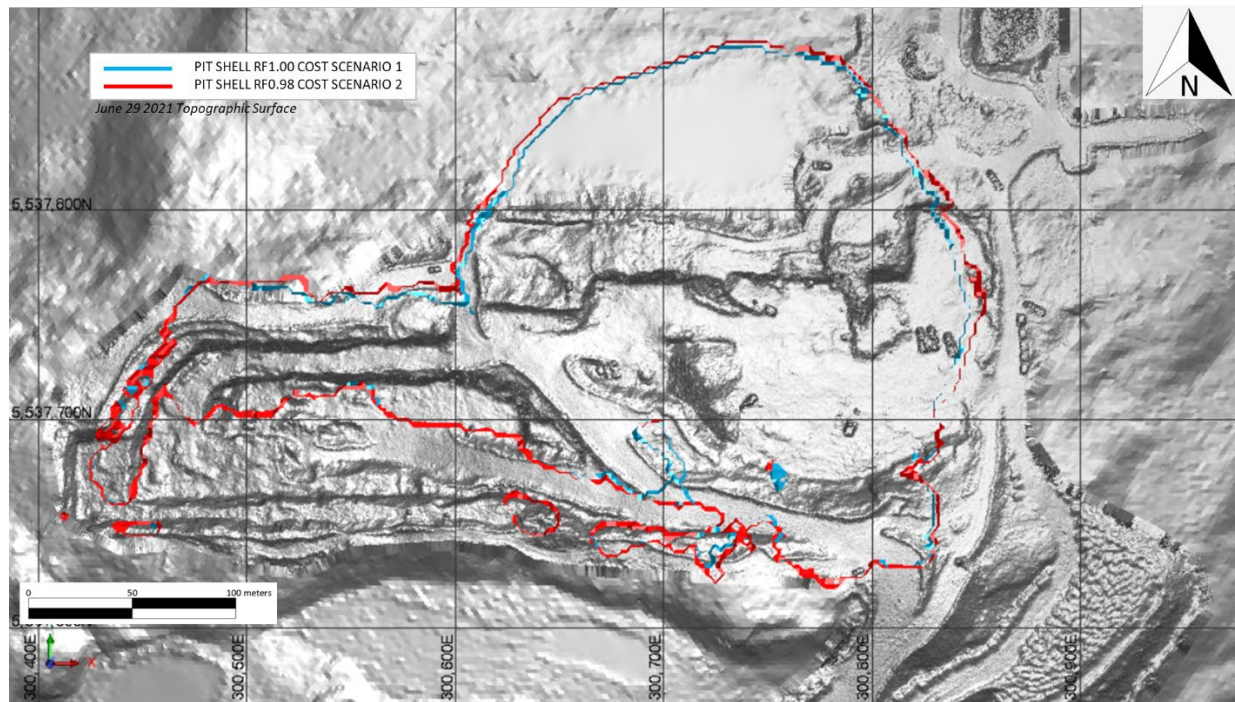 PIT SHELL RF1.00 COST SCENARIO 1
PIT SHELL RF0.98 COST SCENARIO 2
June 29 2021 Topographic Surface
N
5,537,800N
5,537,700N
0 50 100 meters
X
300,400E
300,500E
300,600E
300,700E
300,800E
300,900E